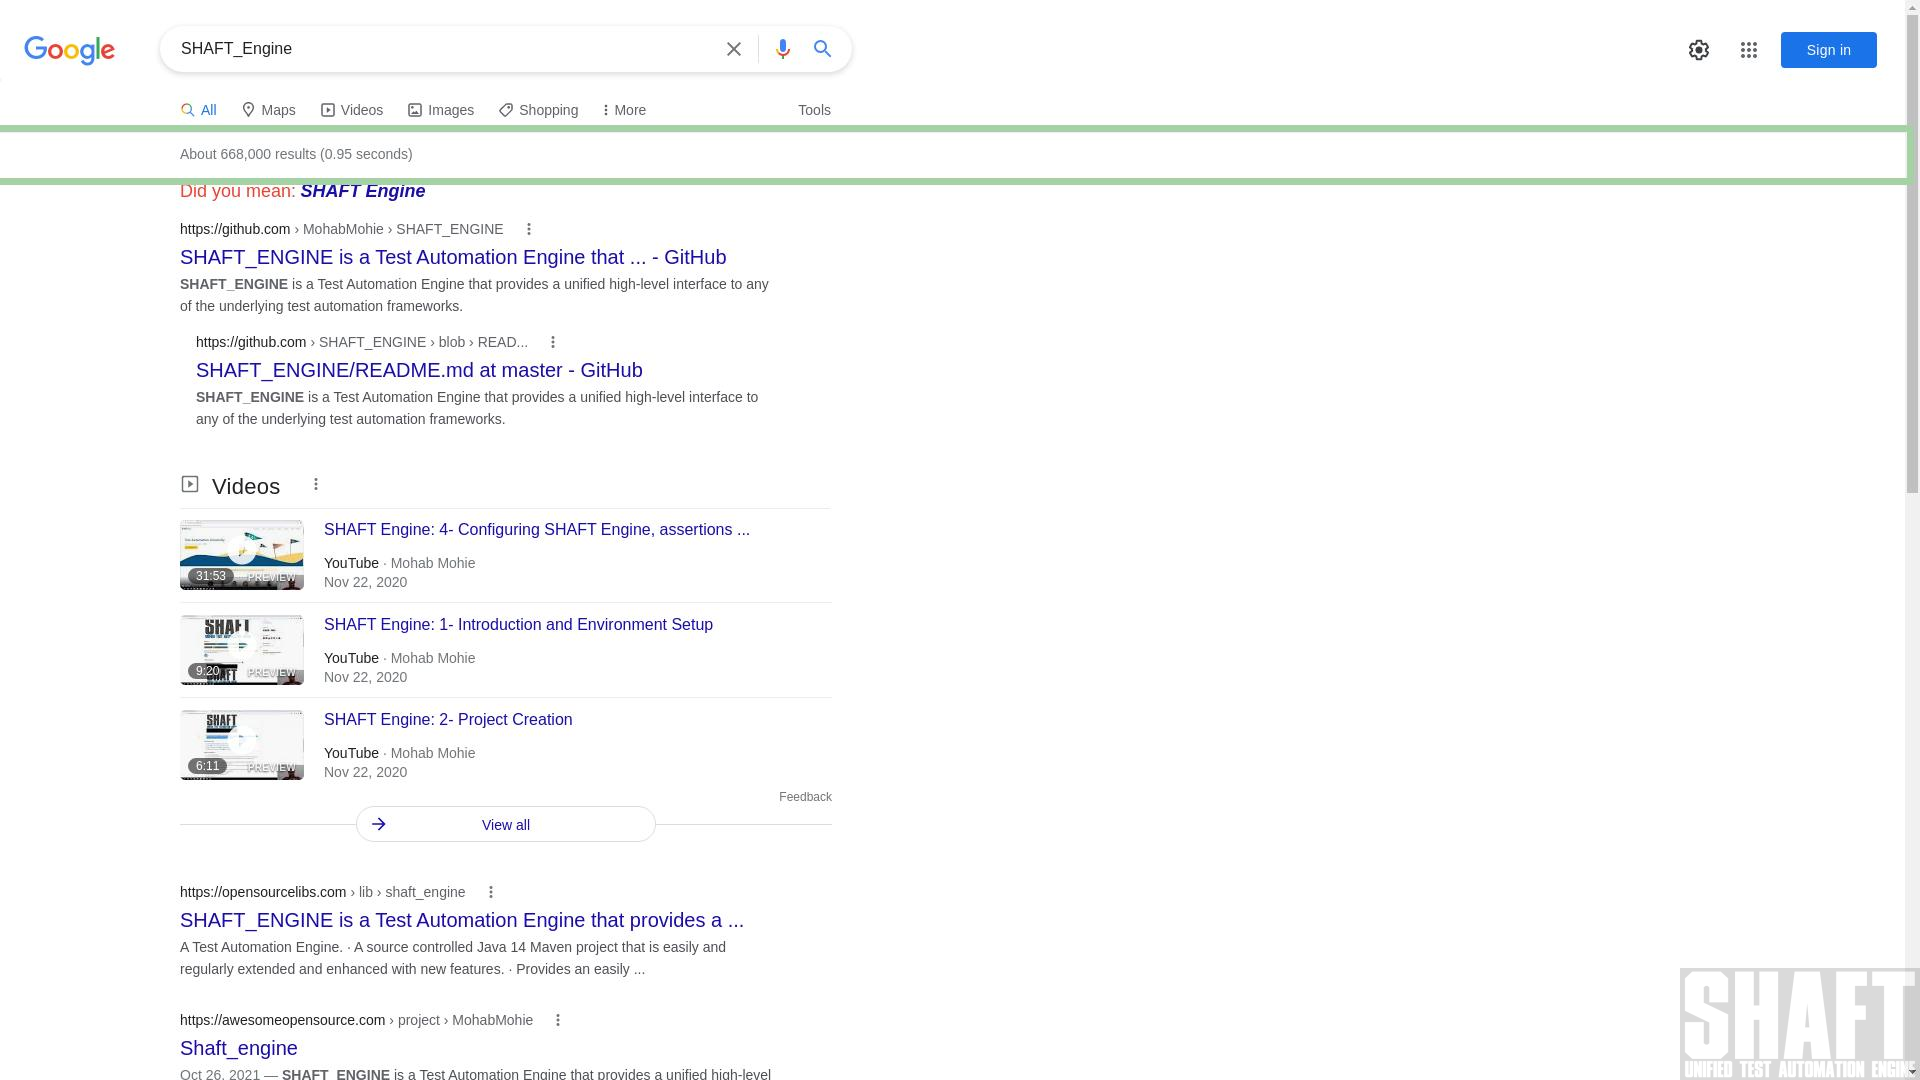 Google
SHAFT_Engine
Sign in
All
Maps
Videos
Images
Shopping
More
Tools
About 668,000 results (0.95 seconds)
Did you mean: SHAFT Engine
https://github.com › MohabMohie › SHAFT_ENGINE
SHAFT_ENGINE is a Test Automation Engine that ... - GitHub
SHAFT_ENGINE is a Test Automation Engine that provides a unified high-level interface to any
of the underlying test automation frameworks.
https://github.com › SHAFT_ENGINE › blob › READ...
SHAFT_ENGINE/README.md at master - GitHub
SHAFT_ENGINE is a Test Automation Engine that provides a unified high-level interface to
any of the underlying test automation frameworks.
Videos
SHAFT Engine: 4- Configuring SHAFT Engine, assertions ...
31:53
PREVIEW
YouTube · Mohab Mohie
Nov 22, 2020
SHAFT
SHAFT Engine: 1- Introduction and Environment Setup
9:20
PREVIEW
YouTube · Mohab Mohie
Nov 22, 2020
SHAFT
SHAFT
SHAFT Engine: 2- Project Creation
6:11
PREVIEW
YouTube · Mohab Mohie
Nov 22, 2020
Feedback
View all
https://opensourcelibs.com › lib › shaft_engine
SHAFT_ENGINE is a Test Automation Engine that provides a ...
A Test Automation Engine. · A source controlled Java 14 Maven project that is easily and
regularly extended and enhanced with new features. · Provides an easily ...
https://awesomeopensource.com › project › MohabMohie
Shaft_engine
Oct 26, 2021 — SHAFT_ENGINE is a Test Automation Engine that provides a unified high-level
SHAFT
UNIFIED TEST AUTOMATION ENGINE